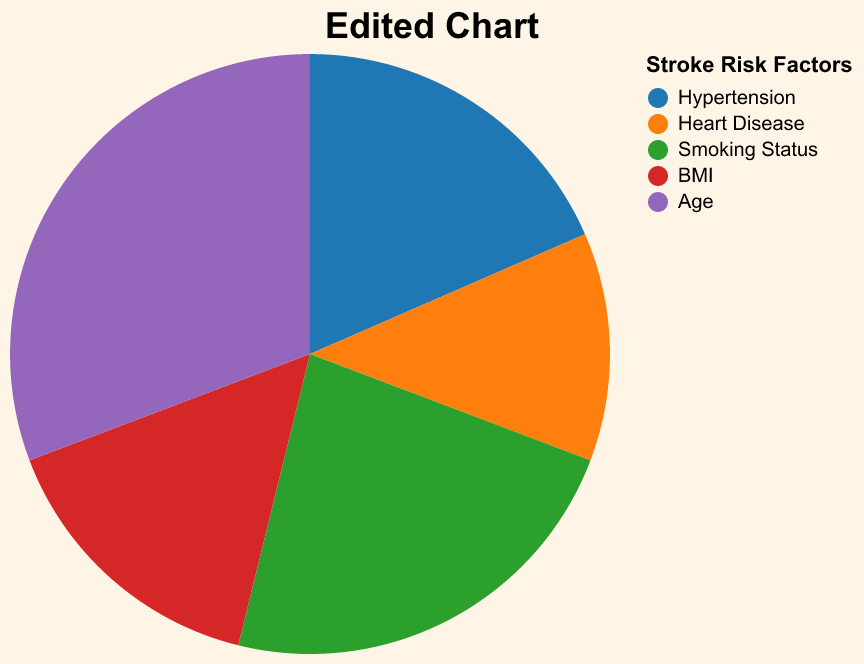 Edited Chart
Stroke Risk Factors
Hypertension
Heart Disease
Smoking Status
BMI
Age